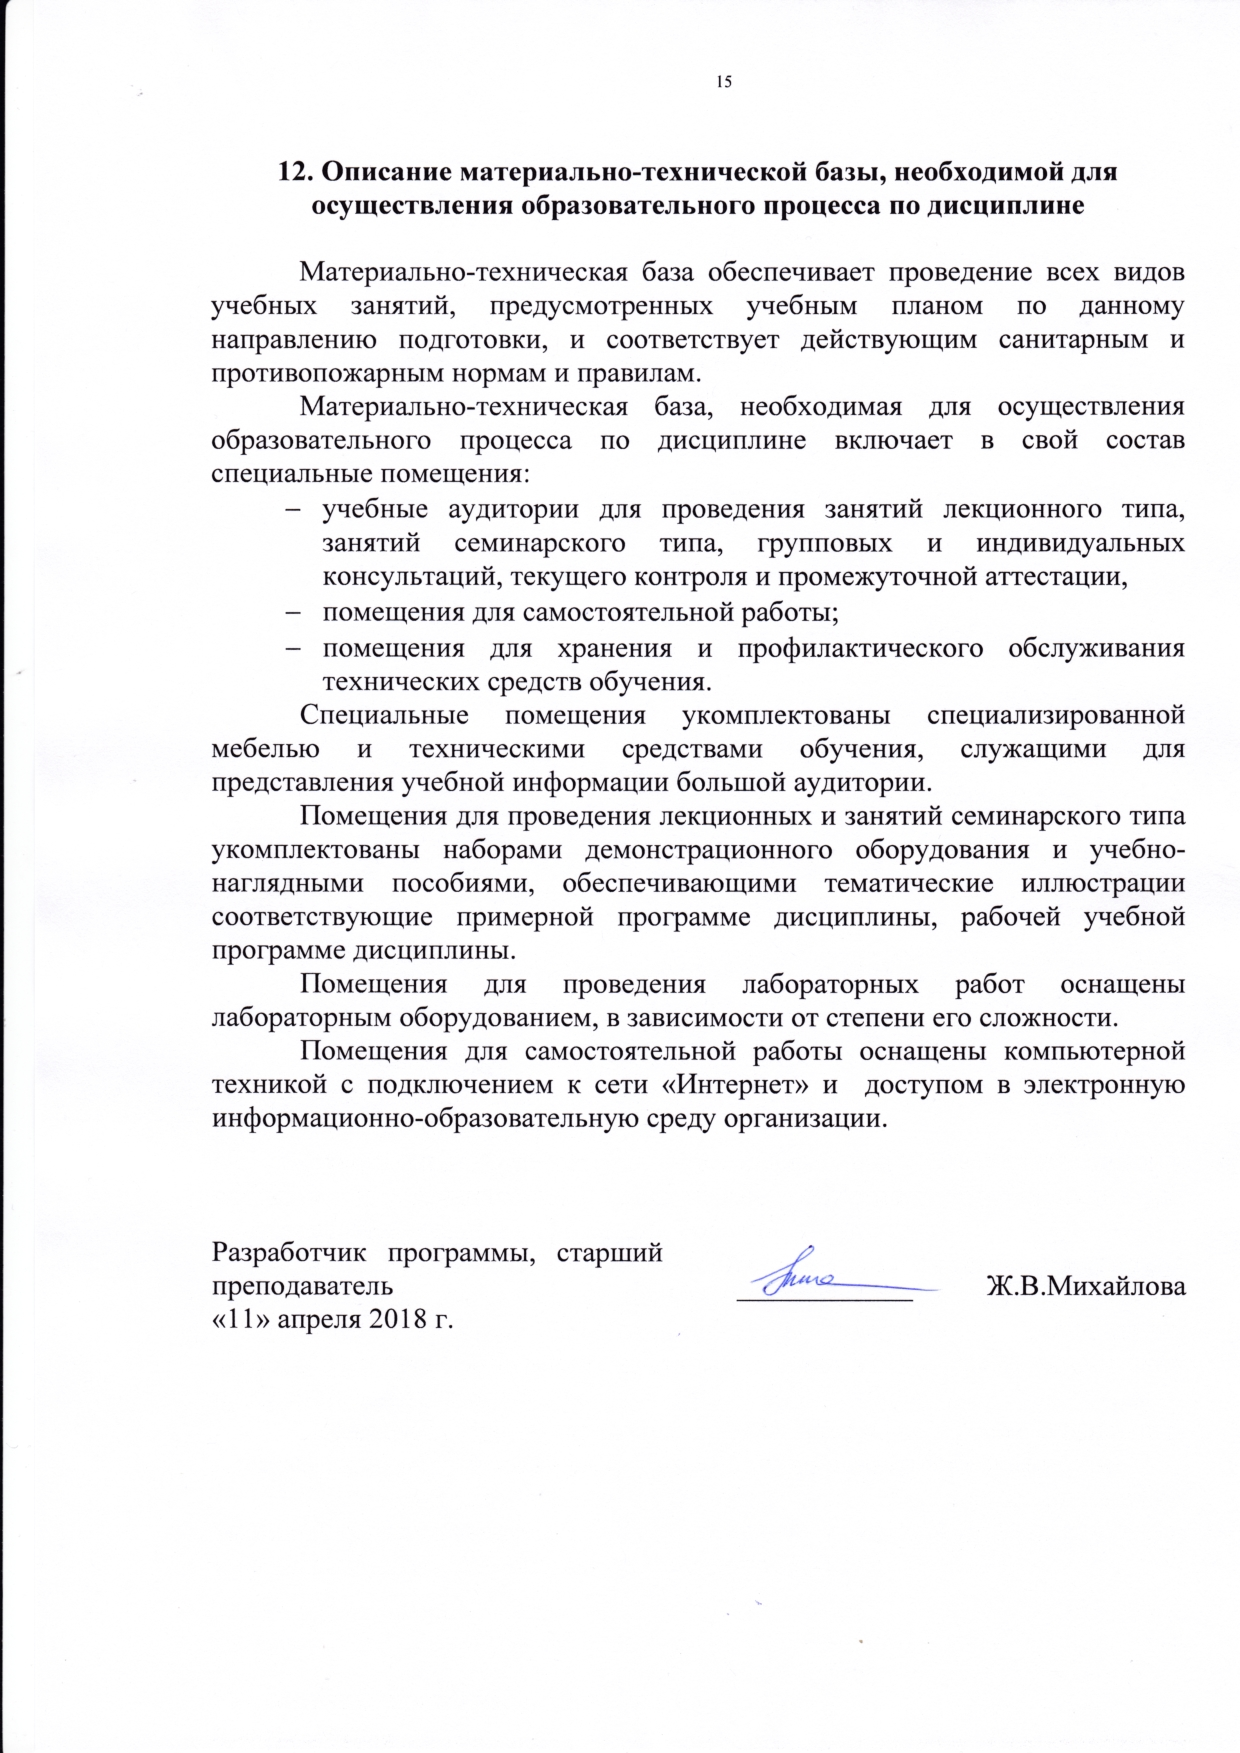 15
12. Описание материально-технической базы, необходимой для
осуществления образовательного процесса по дисциплине
Материально-техническая база обеспечивает проведение всех видов
учебных занятий, предусмотренных учебным планом по данному
направлению подготовки, и соответствует действующим санитарным и
противопожарным нормам и правилам.
Материально-техническая база, необходимая для осуществления
образовательного процесса по дисциплине включает в свой состав
специальные помещения:
– учебные аудитории для проведения занятий лекционного типа,
занятий семинарского типа, групповых и индивидуальных
консультаций, текущего контроля и промежуточной аттестации,
– помещения для самостоятельной работы;
– помещения для хранения и профилактического обслуживания
технических средств обучения.
Специальные помещения укомплектованы специализированной
мебелью и техническими средствами обучения, служащими для
представления учебной информации большой аудитории.
Помещения для проведения лекционных и занятий семинарского типа
укомплектованы наборами демонстрационного оборудования и учебно-
наглядными пособиями, обеспечивающими тематические иллюстрации
соответствующие примерной программе дисциплины, рабочей учебной
программе дисциплины.
Помещения для проведения лабораторных работ оснащены
лабораторным оборудованием, в зависимости от степени его сложности.
Помещения для самостоятельной работы оснащены компьютерной
техникой с подключением к сети «Интернет» и доступом в электронную
информационно-образовательную среду организации.
Разработчик программы, старший
преподаватель Ж.В.Михайлова
«11» апреля 2018 г.